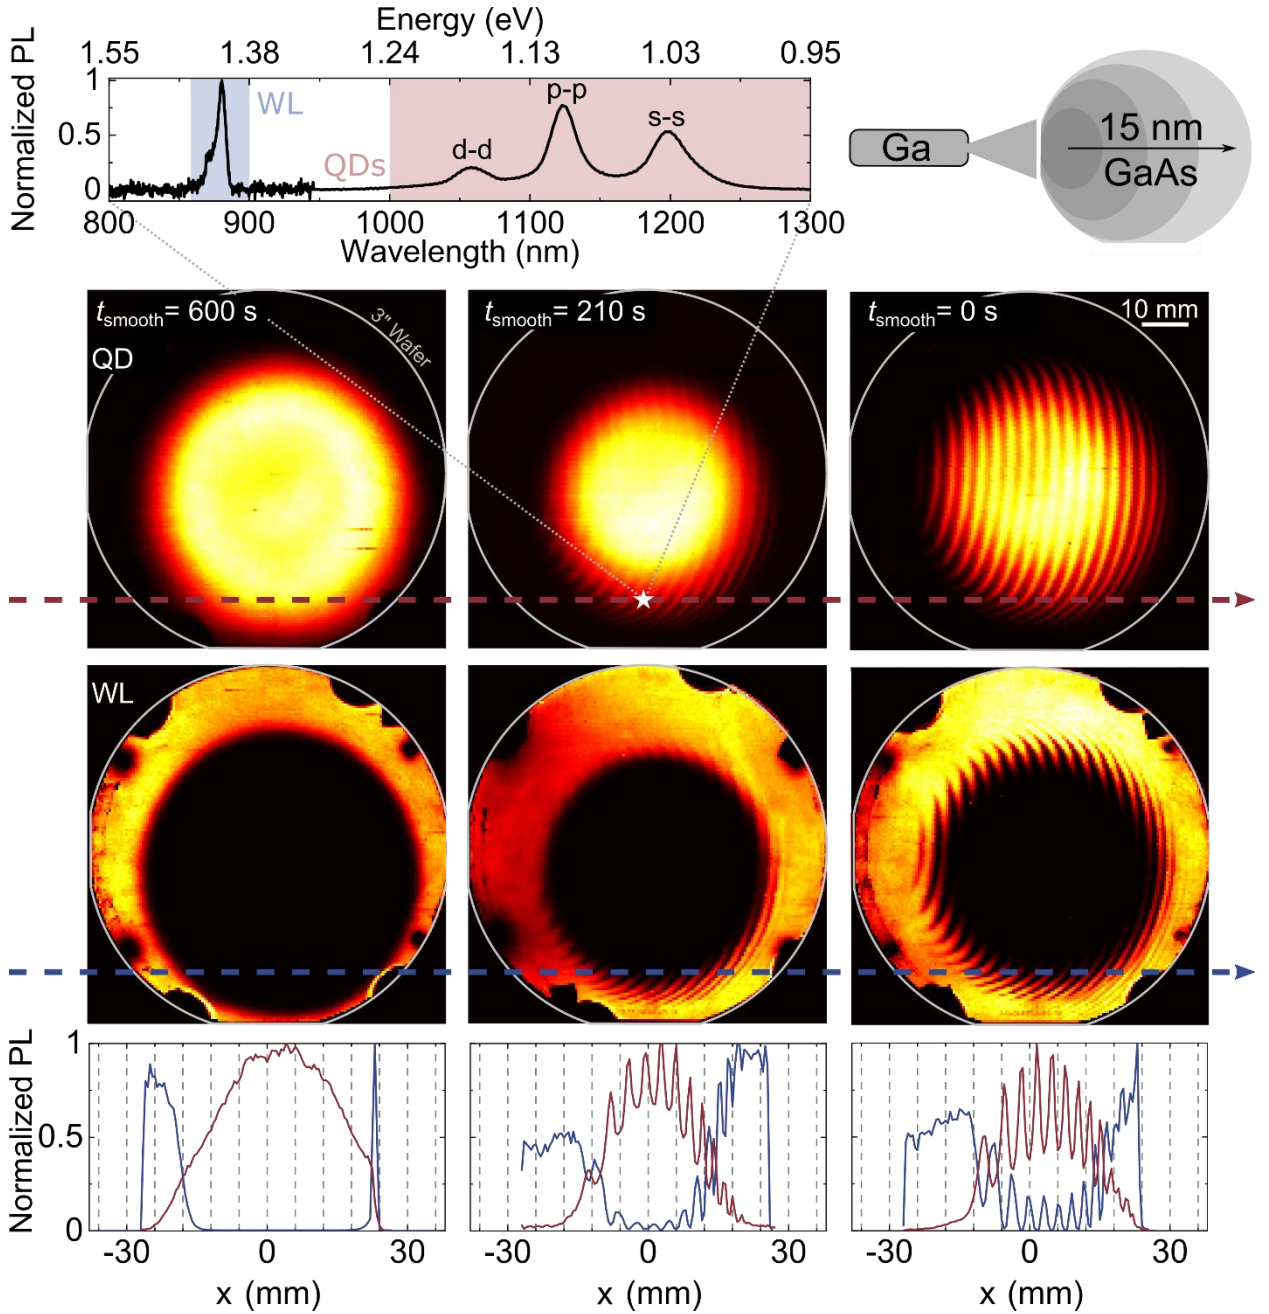 Energy (eV)
1.55 1.38 1.24 1.13 1.03 0.95
Normalized PL
1
0.5
0
WL
QDs
d-d
p-p
s-s
800 900 1000 1100 1200 1300
Wavelength (nm)
Ga
15 nm
GaAs
tsmooth= 600 s
3" Wafer
QD
tsmooth= 210 s
tsmooth= 0 s
10 mm
WL
Normalized PL
1
0.5
0
-30 0 30
x (mm)
-30 0 30
x (mm)
-30 0 30
x (mm)